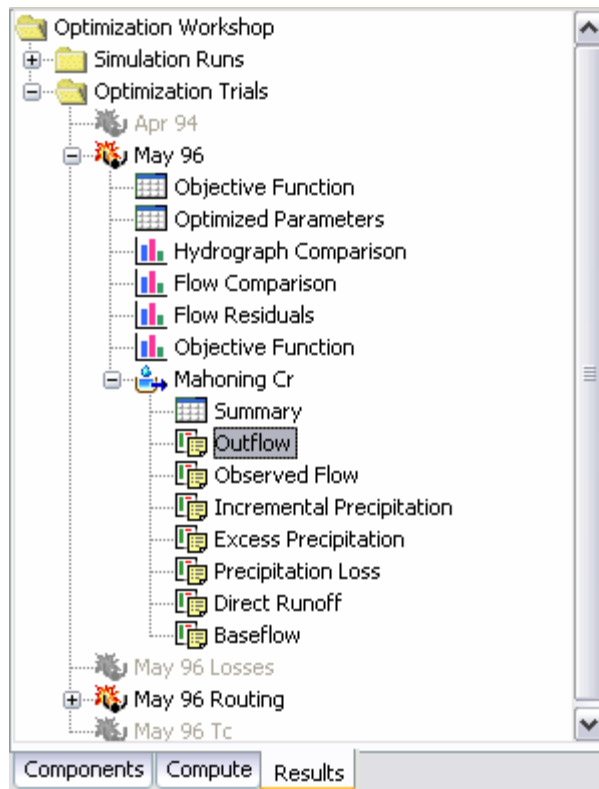 Optimization Workshop
Simulation Runs
Optimization Trials
Apr 94
May 96
Objective Function
Optimized Parameters
Hydrograph Comparison
Flow Comparison
Flow Residuals
Objective Function
Mahoning Cr
Summary
Outflow
Observed Flow
Incremental Precipitation
Excess Precipitation
Precipitation Loss
Direct Runoff
Baseflow
May 96 Losses
May 96 Routing
May 96 Tc
Components Compute Results